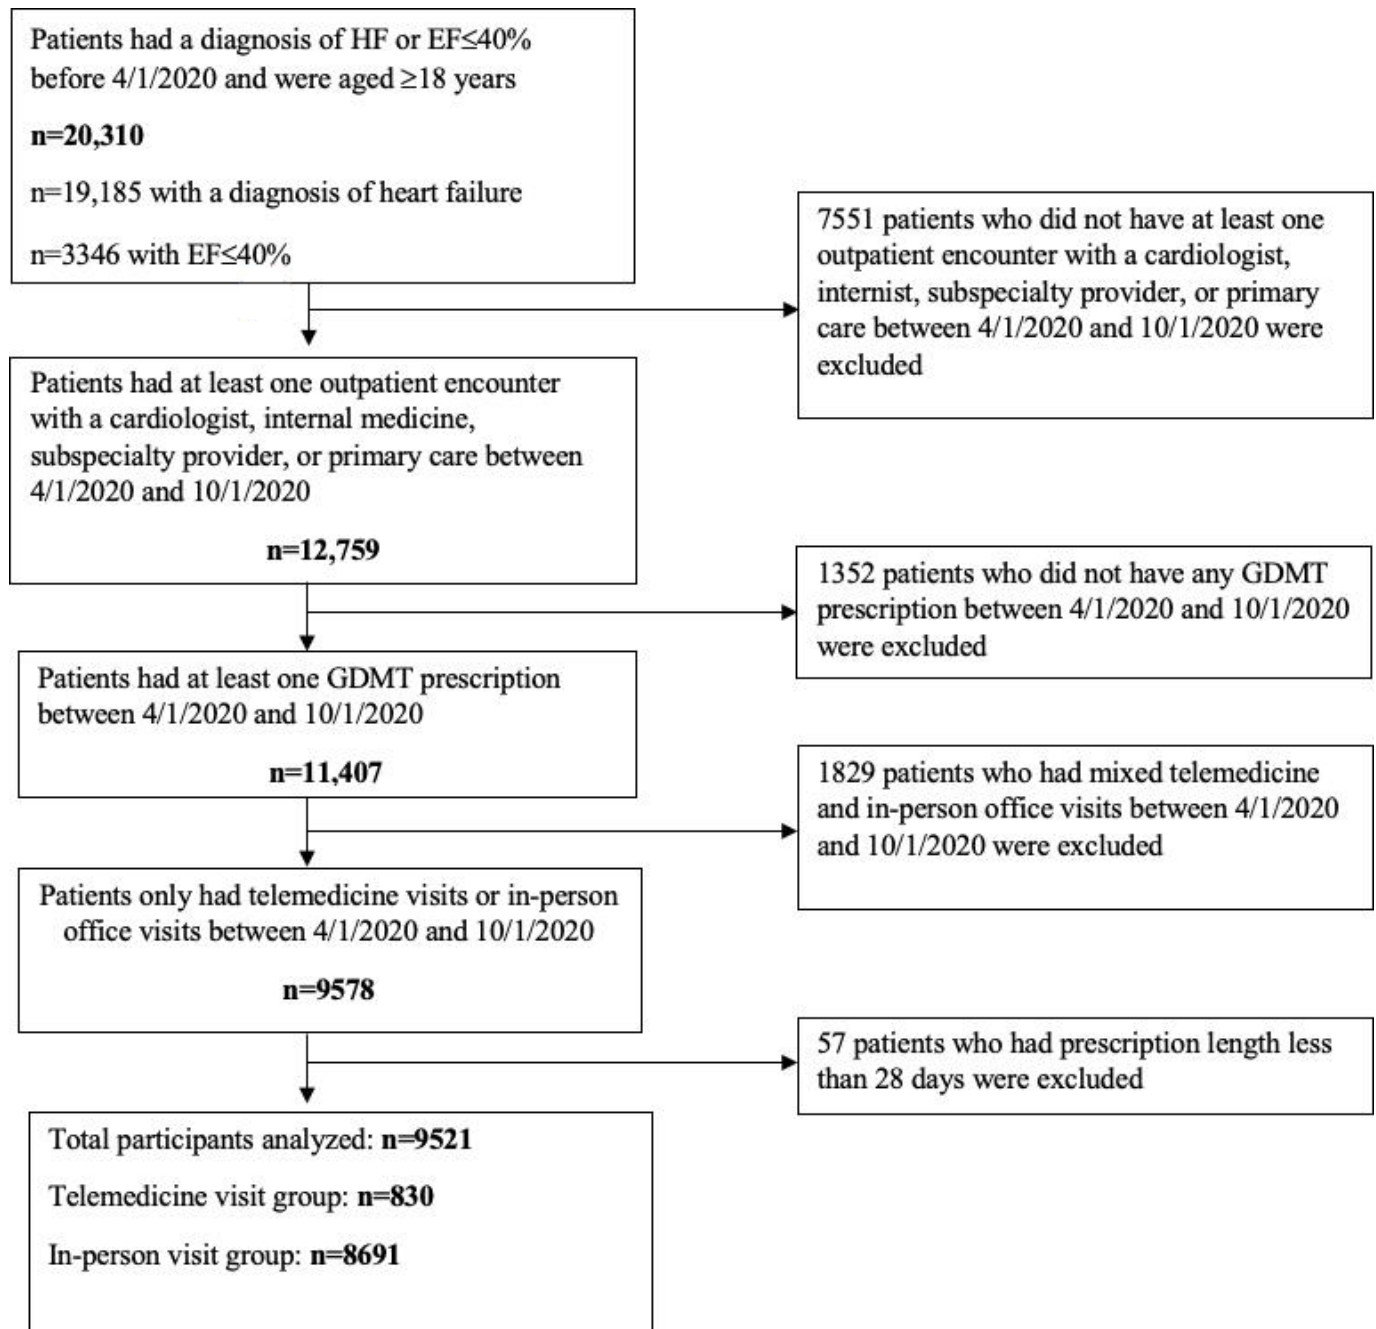 Patients had a diagnosis of HF or EF≤40%
before 4/1/2020 and were aged ≥18 years
n=20,310
n=19,185 with a diagnosis of heart failure
n=3346 with EF≤40%
7551 patients who did not have at least one
outpatient encounter with a cardiologist,
internist, subspecialty provider, or primary
care between 4/1/2020 and 10/1/2020 were
excluded
Patients had at least one outpatient encounter
with a cardiologist, internal medicine,
subspecialty provider, or primary care between
4/1/2020 and 10/1/2020
n=12,759
1352 patients who did not have any GDMT
prescription between 4/1/2020 and 10/1/2020
were excluded
Patients had at least one GDMT prescription
between 4/1/2020 and 10/1/2020
n=11,407
1829 patients who had mixed telemedicine
and in-person office visits between 4/1/2020
and 10/1/2020 were excluded
Patients only had telemedicine visits or in-person
office visits between 4/1/2020 and 10/1/2020
n=9578
57 patients who had prescription length less
than 28 days were excluded
Total participants analyzed: n=9521
Telemedicine visit group: n=830
In-person visit group: n=8691